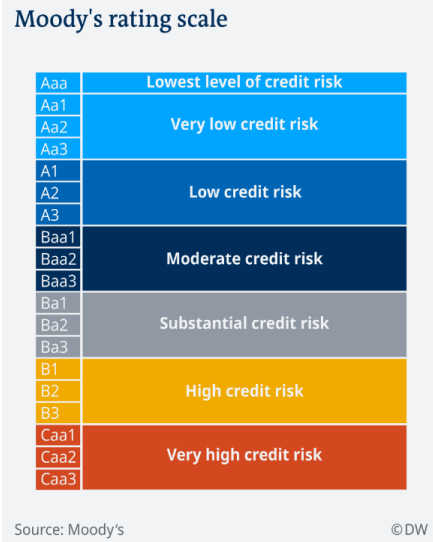 Moody's rating scale
Aaa Lowest level of credit risk
Aa1
Aa2 Very low credit risk
Aa3
A1
A2 Low credit risk
A3
Baa1
Baa2 Moderate credit risk
Baa3
Ba1
Ba2 Substantial credit risk
Ba3
B1
B2 High credit risk
B3
Caa1
Caa2 Very high credit risk
Caa3
Source: Moody‘s ©DW